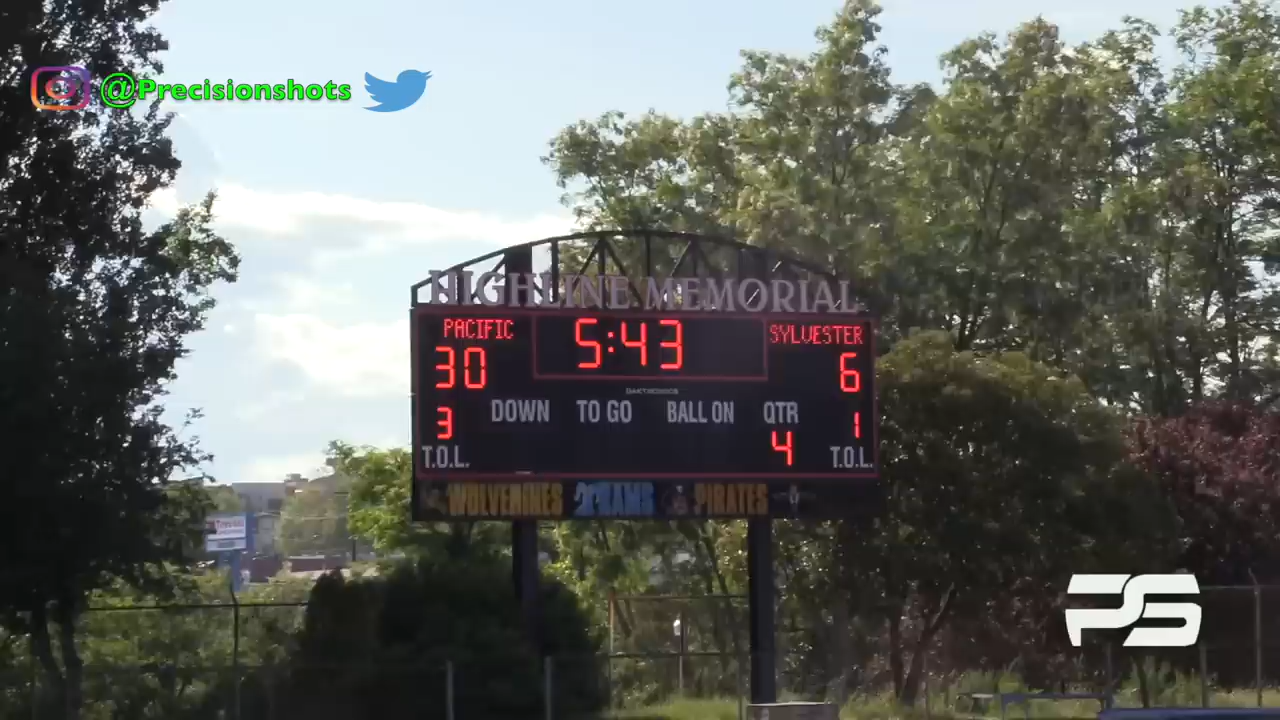 @Precisionshots
HIGHLINE MEMORIAL
PACIFIC 5:43 SYLVESTER
30 6
DAKTRONICS
3 DOWN TO GO BALL ON QTR 1
T.O.L. 4 T.O.L.
WOLVERINES RAMS PIRATES
PS